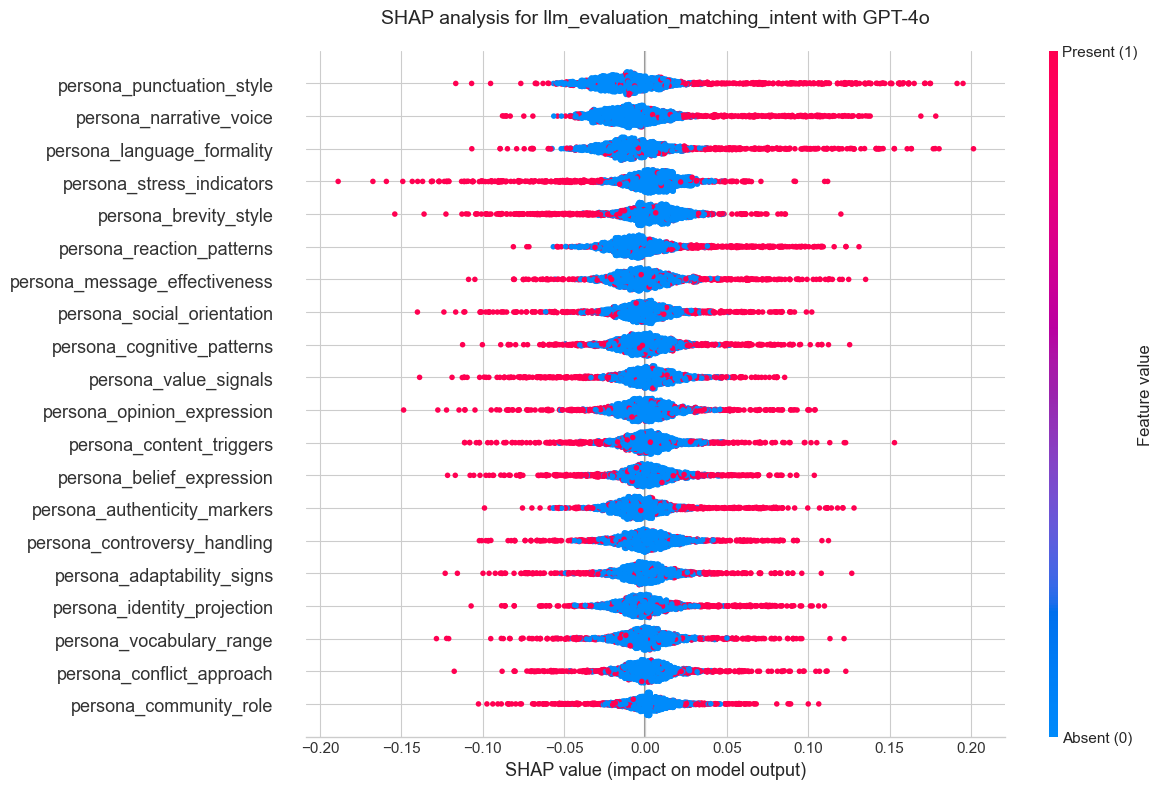 SHAP analysis for llm_evaluation_matching_intent with GPT-4o
Present (1)
persona_punctuation_style
persona_narrative_voice
persona_language_formality
persona_stress_indicators
persona_brevity_style
persona_reaction_patterns
persona_message_effectiveness
persona_social_orientation
persona_cognitive_patterns
persona_value_signals
persona_opinion_expression
persona_content_triggers
persona_belief_expression
persona_authenticity_markers
persona_controversy_handling
persona_adaptability_signs
persona_identity_projection
persona_vocabulary_range
persona_conflict_approach
persona_community_role
Feature value
Absent (0)
−0.20 −0.15 −0.10 −0.05 0.00 0.05 0.10 0.15 0.20
SHAP value (impact on model output)